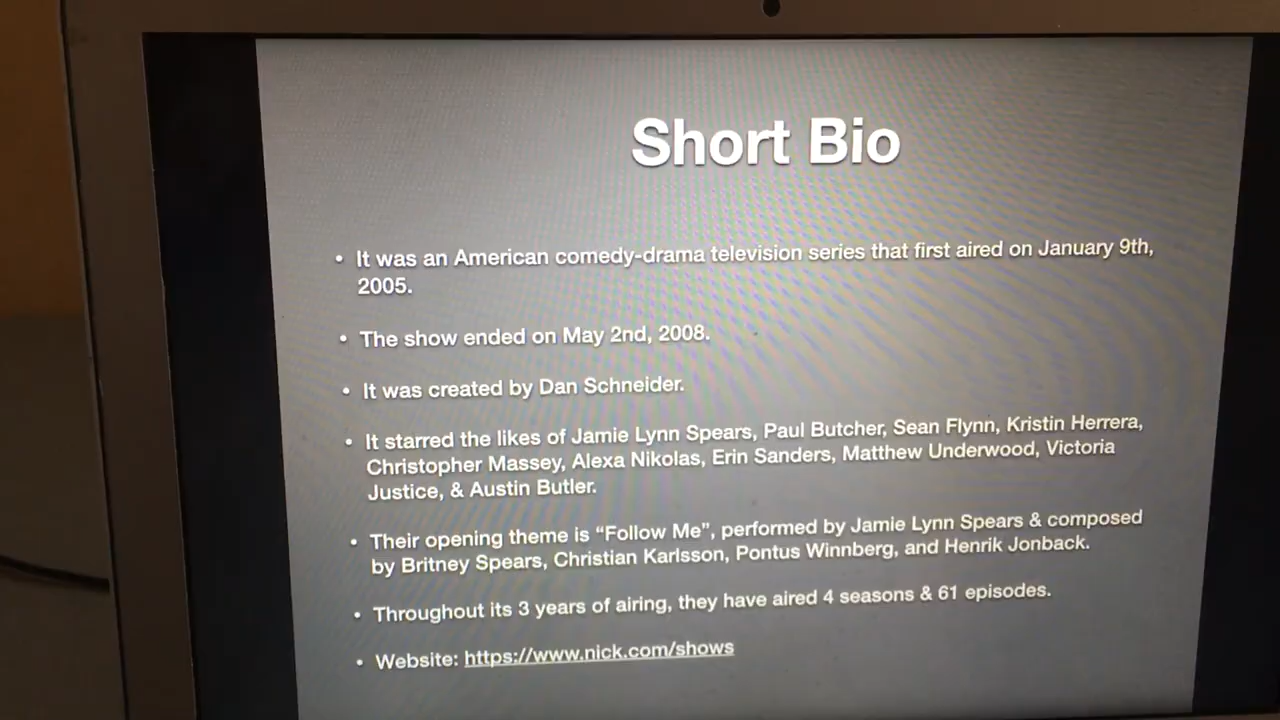 Short Bio
• It was an American comedy-drama television series that first aired on January 9th,
2005.
• The show ended on May 2nd, 2008.
• It was created by Dan Schneider.
• It starred the likes of Jamie Lynn Spears, Paul Butcher, Sean Flynn, Kristin Herrera,
Christopher Massey, Alexa Nikolas, Erin Sanders, Matthew Underwood, Victoria
Justice, & Austin Butler.
• Their opening theme is “Follow Me”, performed by Jamie Lynn Spears & composed
by Britney Spears, Christian Karlsson, Pontus Winnberg, and Henrik Jonback.
• Throughout its 3 years of airing, they have aired 4 seasons & 61 episodes.
• Website: https://www.nick.com/shows